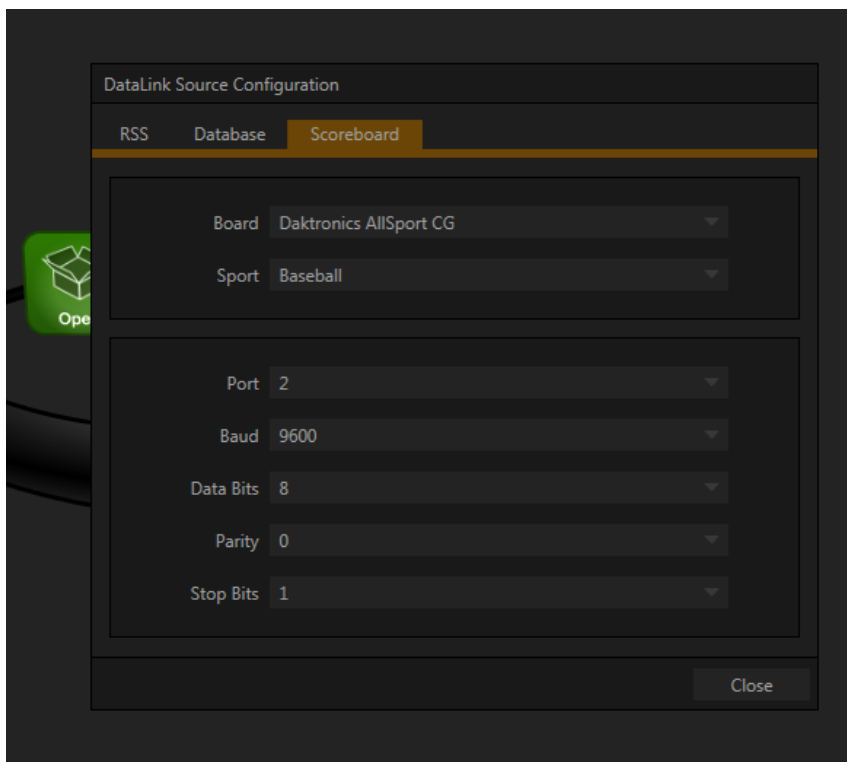 DataLink Source Configuration
RSS Database Scoreboard
Board Daktronics AllSport CG
Sport Baseball
Ope
Port 2
Baud 9600
Data Bits 8
Parity 0
Stop Bits 1
Close